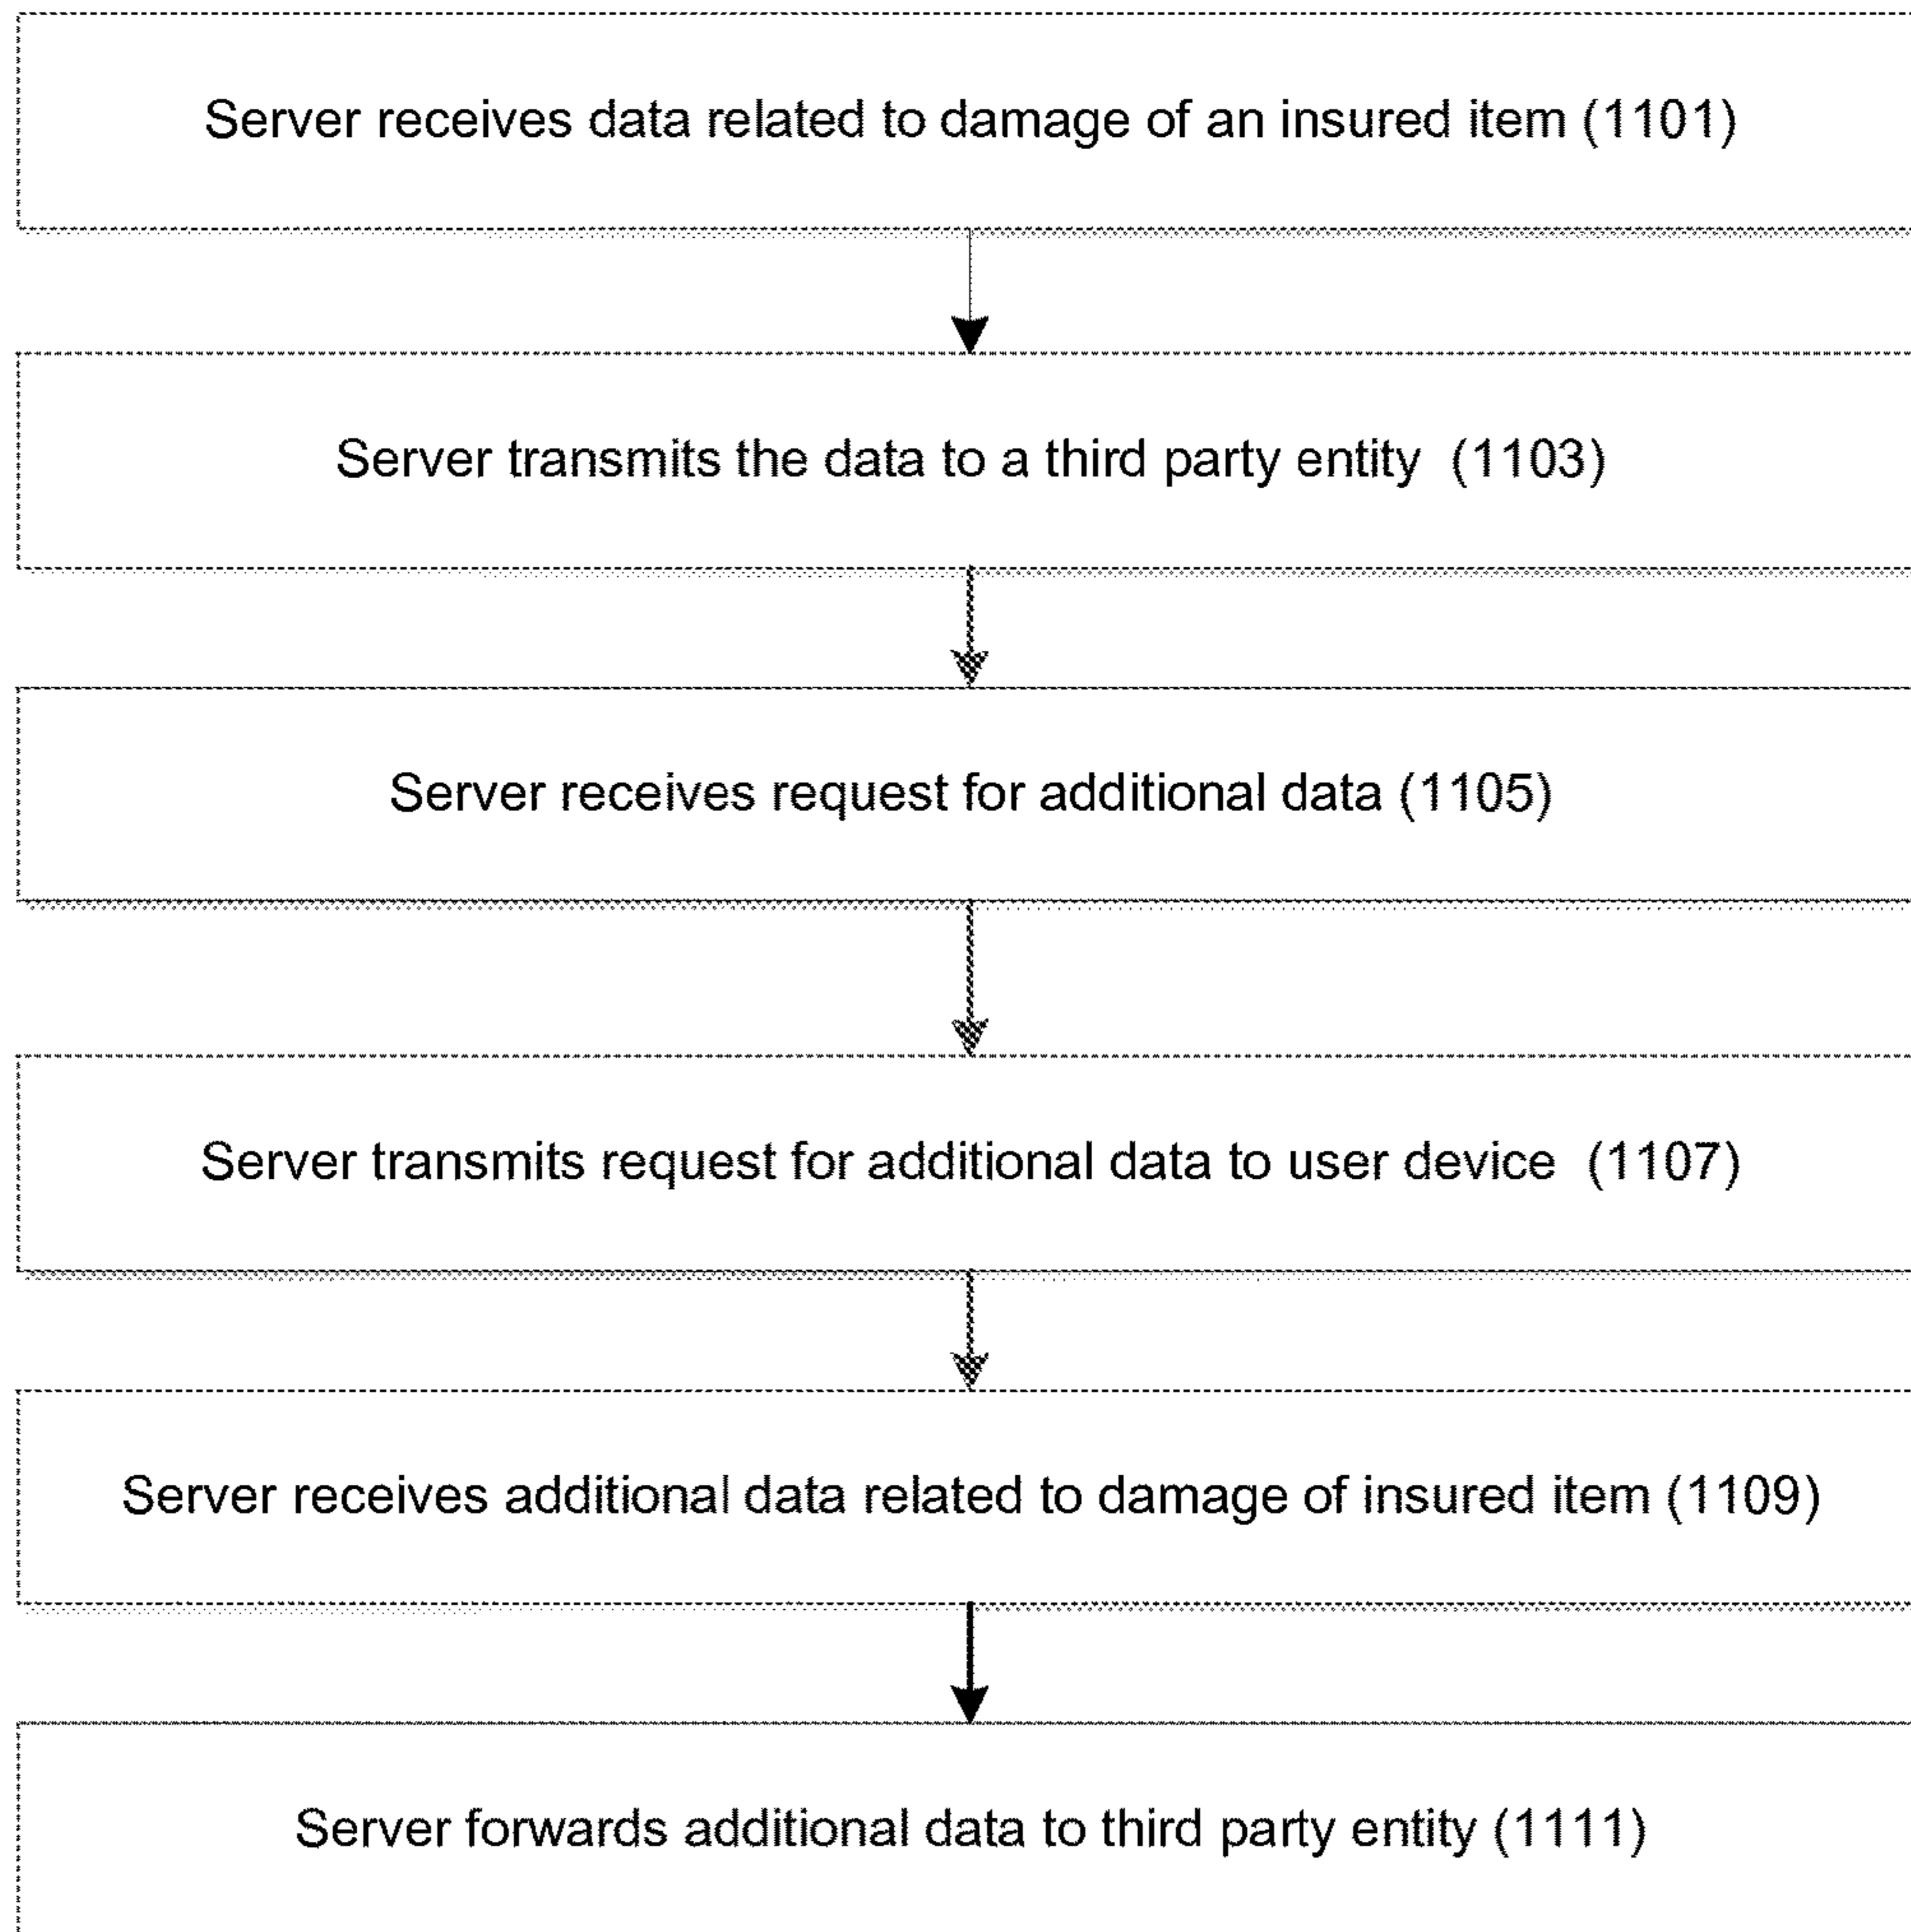 Server receives data related to damage of an insured item (1101)
Server transmits the data to a third party entity (1103)
Server receives request for additional data (1105)
Server transmits request for additional data to user device (1107)
Server receives additional data related to damage of insured item (1109)
Server forwards additional data to third party entity (1111)